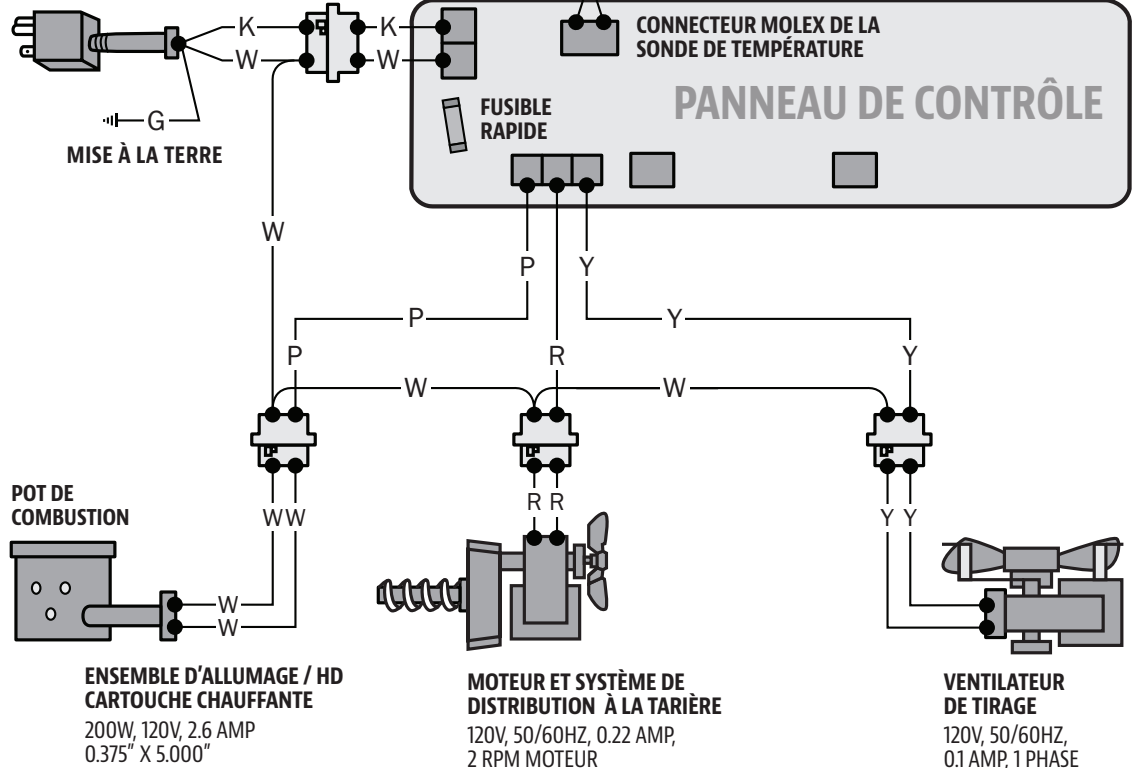 CONNECTEUR MOLEX DE LA
SONDE DE TEMPÉRATURE
K
K
W
W
PANNEAU DE CONTRÔLE
FUSIBLE
RAPIDE
G
MISE À LA TERRE
W
P
Y
P
Y
P
R
Y
W
W
POT DE
COMBUSTION
W W
R R
Y Y
W
W
ENSEMBLE D'ALLUMAGE / HD
CARTOUCHE CHAUFFANTE
200W, 120V, 2.6 AMP
0.375" X 5.000"
MOTEUR ET SYSTÈME DE
DISTRIBUTION À LA TARIÈRE
120V, 50/60HZ, 0.22 AMP,
2 RPM MOTEUR
VENTILATEUR
DE TIRAGE
120V, 50/60HZ,
0.1 AMP, 1 PHASE